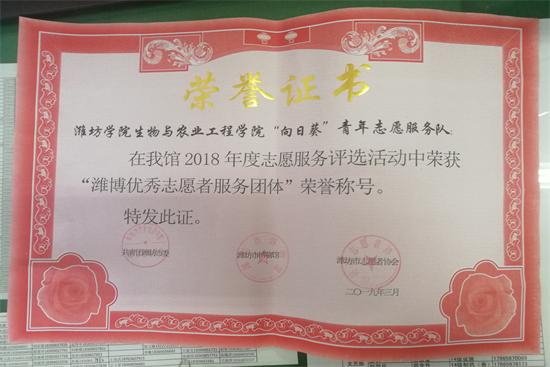 荣誉证书
潍坊学院生物与农业工程学院“向日葵”青年志愿服务队:
在我馆2018年度志愿服务评选活动中荣获
“潍博优秀志愿者服务团体”荣誉称号。
特发此证。
潍坊市博物馆 潍坊市志愿者协会
二〇一九年三月